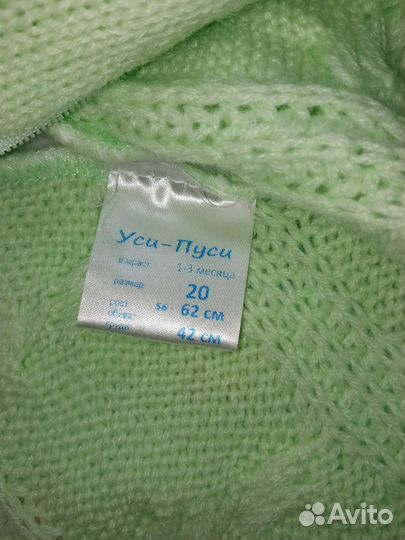 Уси-Пуси
возраст 1-3 месяца
размер 20
рост 56 62 см
обхват
груди 42 см
Avito